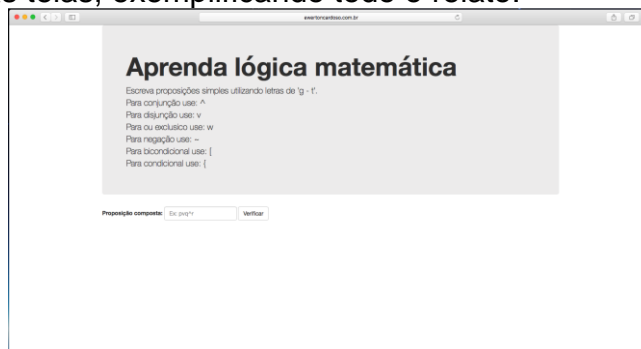 e telas, exemplificando todo o relato.
ewertoncardoso.com.br
Aprenda lógica matemática
Escreva proposições simples utilizando letras de 'g - t'.
Para conjunção use: ^
Para disjunção use: v
Para ou exclusico use: w
Para negação use: ~
Para bicondicional use: [
Para condicional use: {
Proposição composta: Ex: pvq^r Verificar